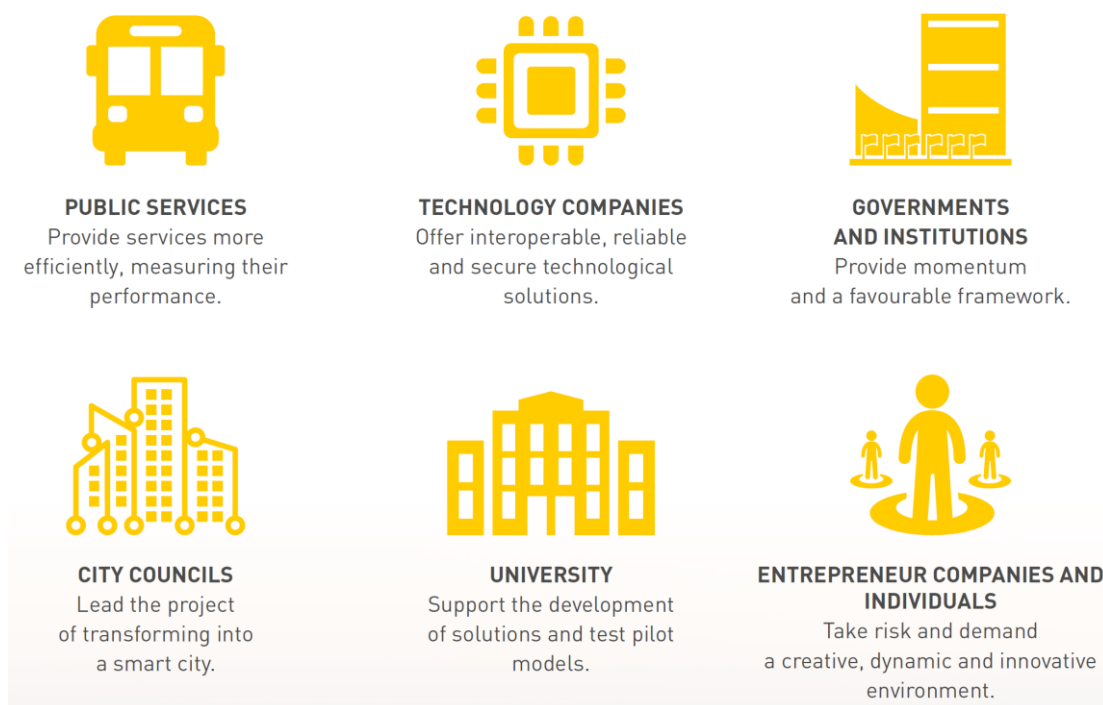 PUBLIC SERVICES
Provide services more
efficiently, measuring their
performance.
TECHNOLOGY COMPANIES
Offer interoperable, reliable
and secure technological
solutions.
GOVERNMENTS
AND INSTITUTIONS
Provide momentum
and a favourable framework.
CITY COUNCILS
Lead the project
of transforming into
a smart city.
UNIVERSITY
Support the development
of solutions and test pilot
models.
ENTREPRENEUR COMPANIES AND
INDIVIDUALS
Take risk and demand
a creative, dynamic and innovative
environment.